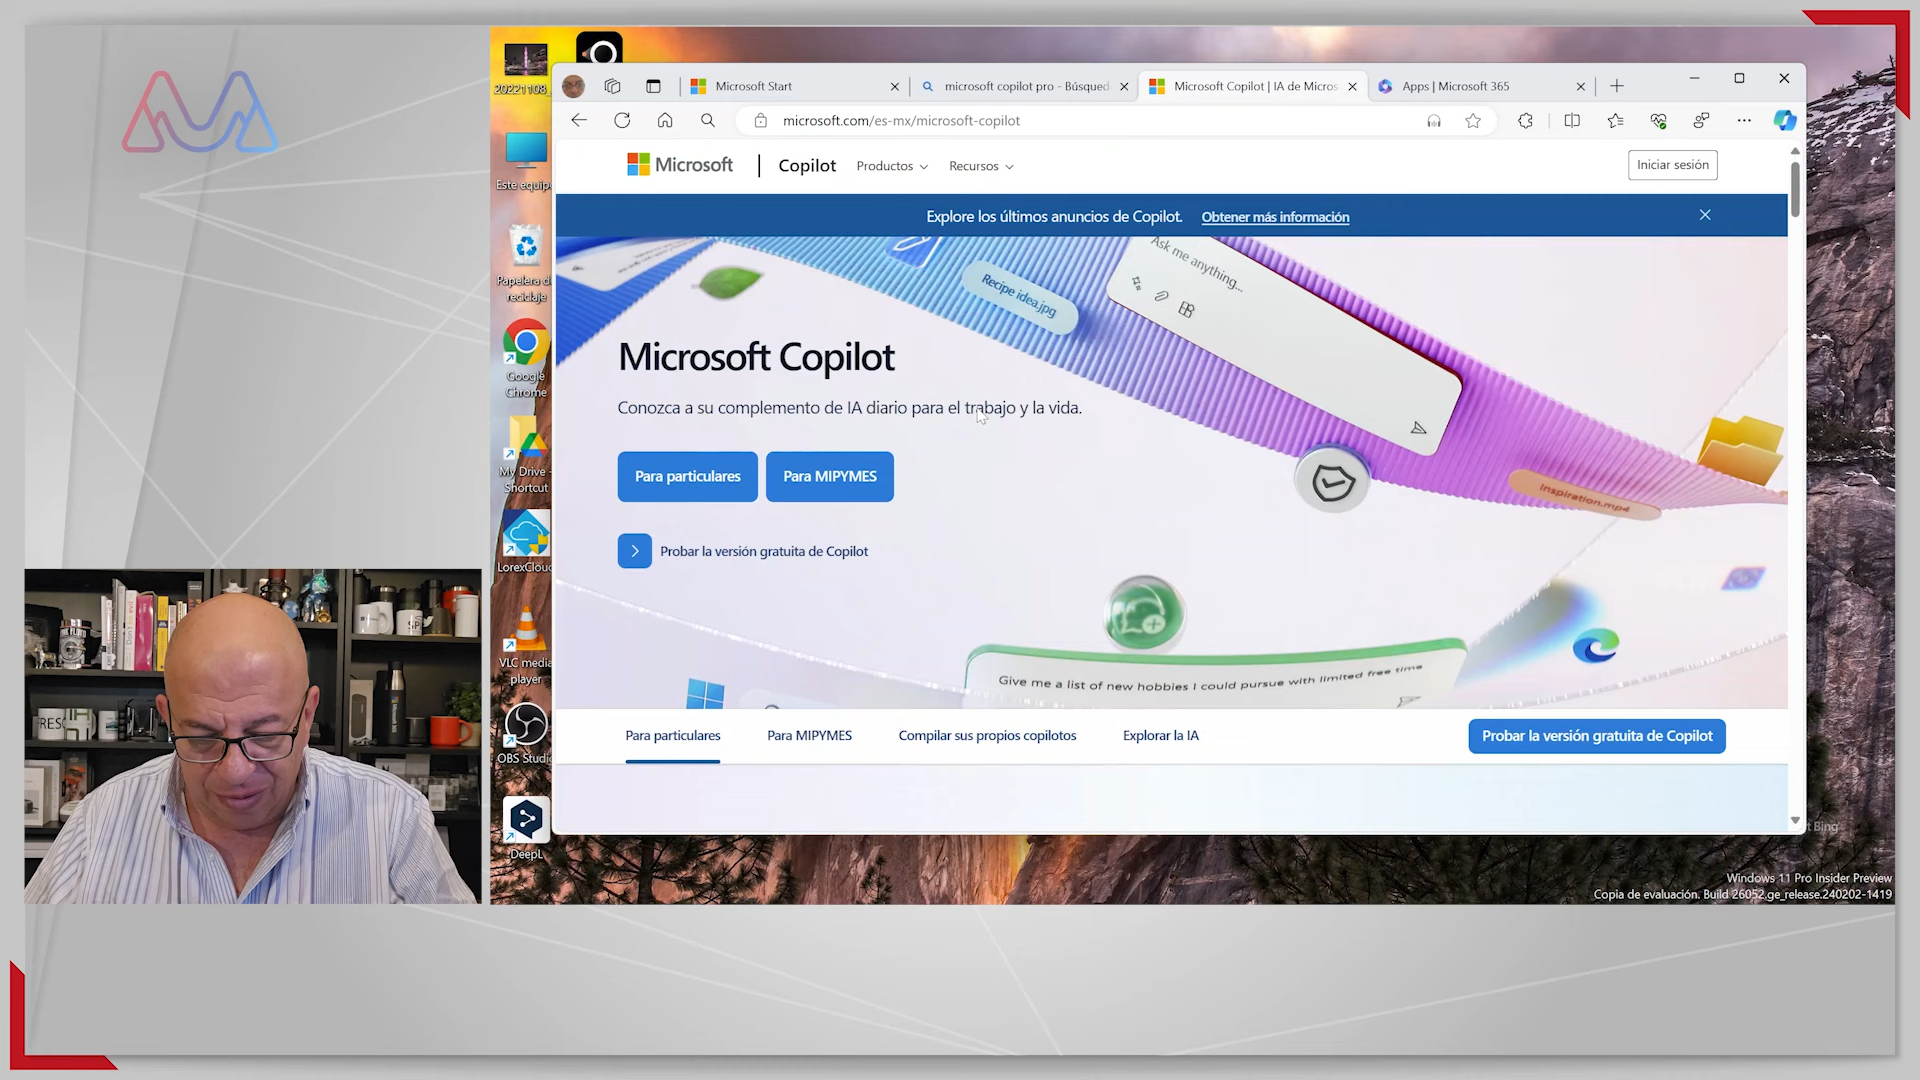 20221108_
Este equipo
Papelera de
reciclaje
Google
Chrome
My Drive -
Shortcut
LorexClou
VLC media
player
OBS Studio
DeepL
Microsoft Start
microsoft copilot pro - Búsqued
Microsoft Copilot | IA de Micros
Apps | Microsoft 365
microsoft.com/es-mx/microsoft-copilot
Microsoft
Copilot
Productos
Recursos
Iniciar sesión
Explore los últimos anuncios de Copilot. Obtener más información
Ask me anything...
Recipe idea.jpg
Microsoft Copilot
Conozca a su complemento de IA diario para el trabajo y la vida.
Para particulares
Para MIPYMES
Inspiration.mp4
Probar la versión gratuita de Copilot
Give me a list of new hobbies I could pursue with limited free time
Para particulares
Para MIPYMES
Compilar sus propios copilotos
Explorar la IA
Probar la versión gratuita de Copilot
t Bing
Windows 11 Pro Insider Preview
Copia de evaluación. Build 26052.ge_release.240202-1419